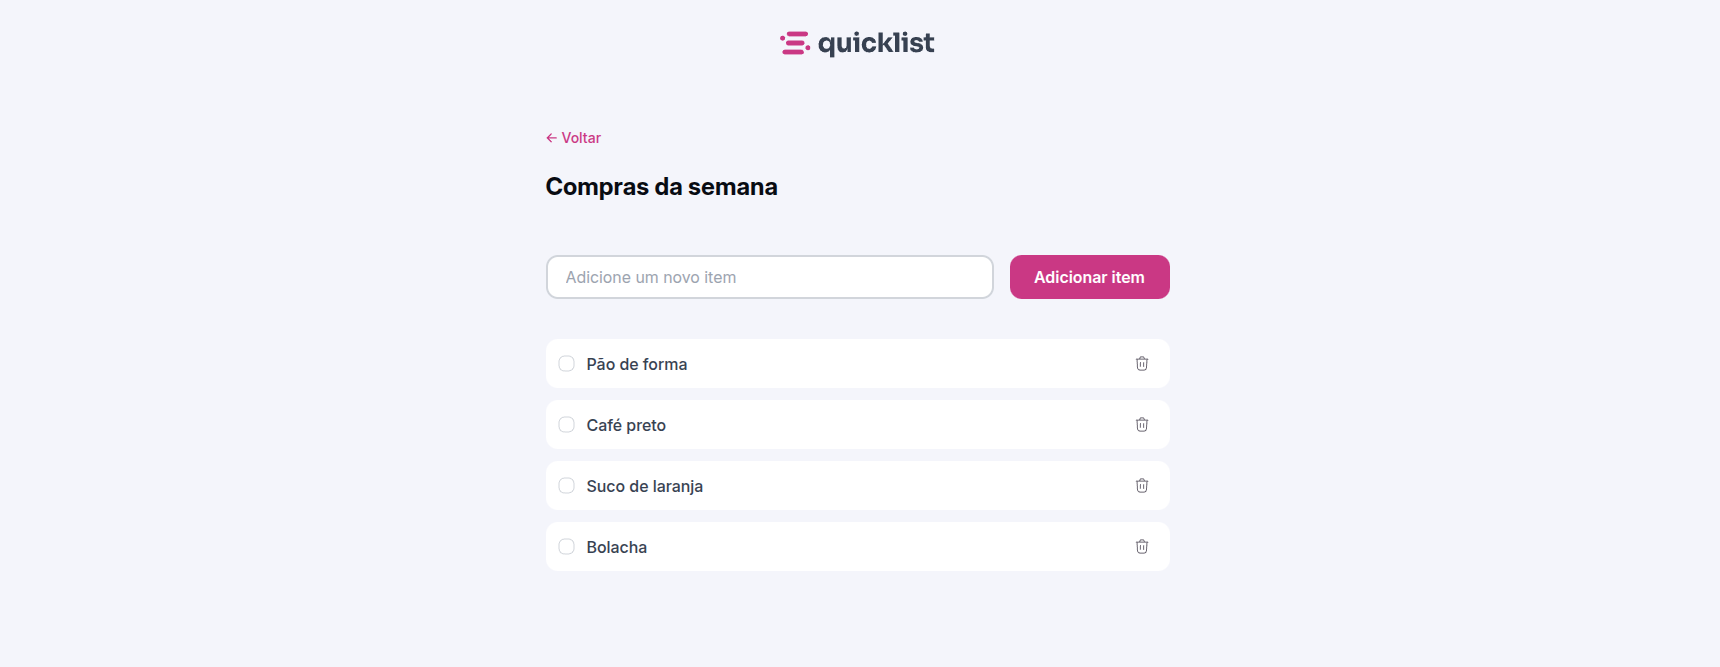 quicklist
← Voltar
Compras da semana
Adicione um novo item
Adicionar item
Pão de forma
Café preto
Suco de laranja
Bolacha